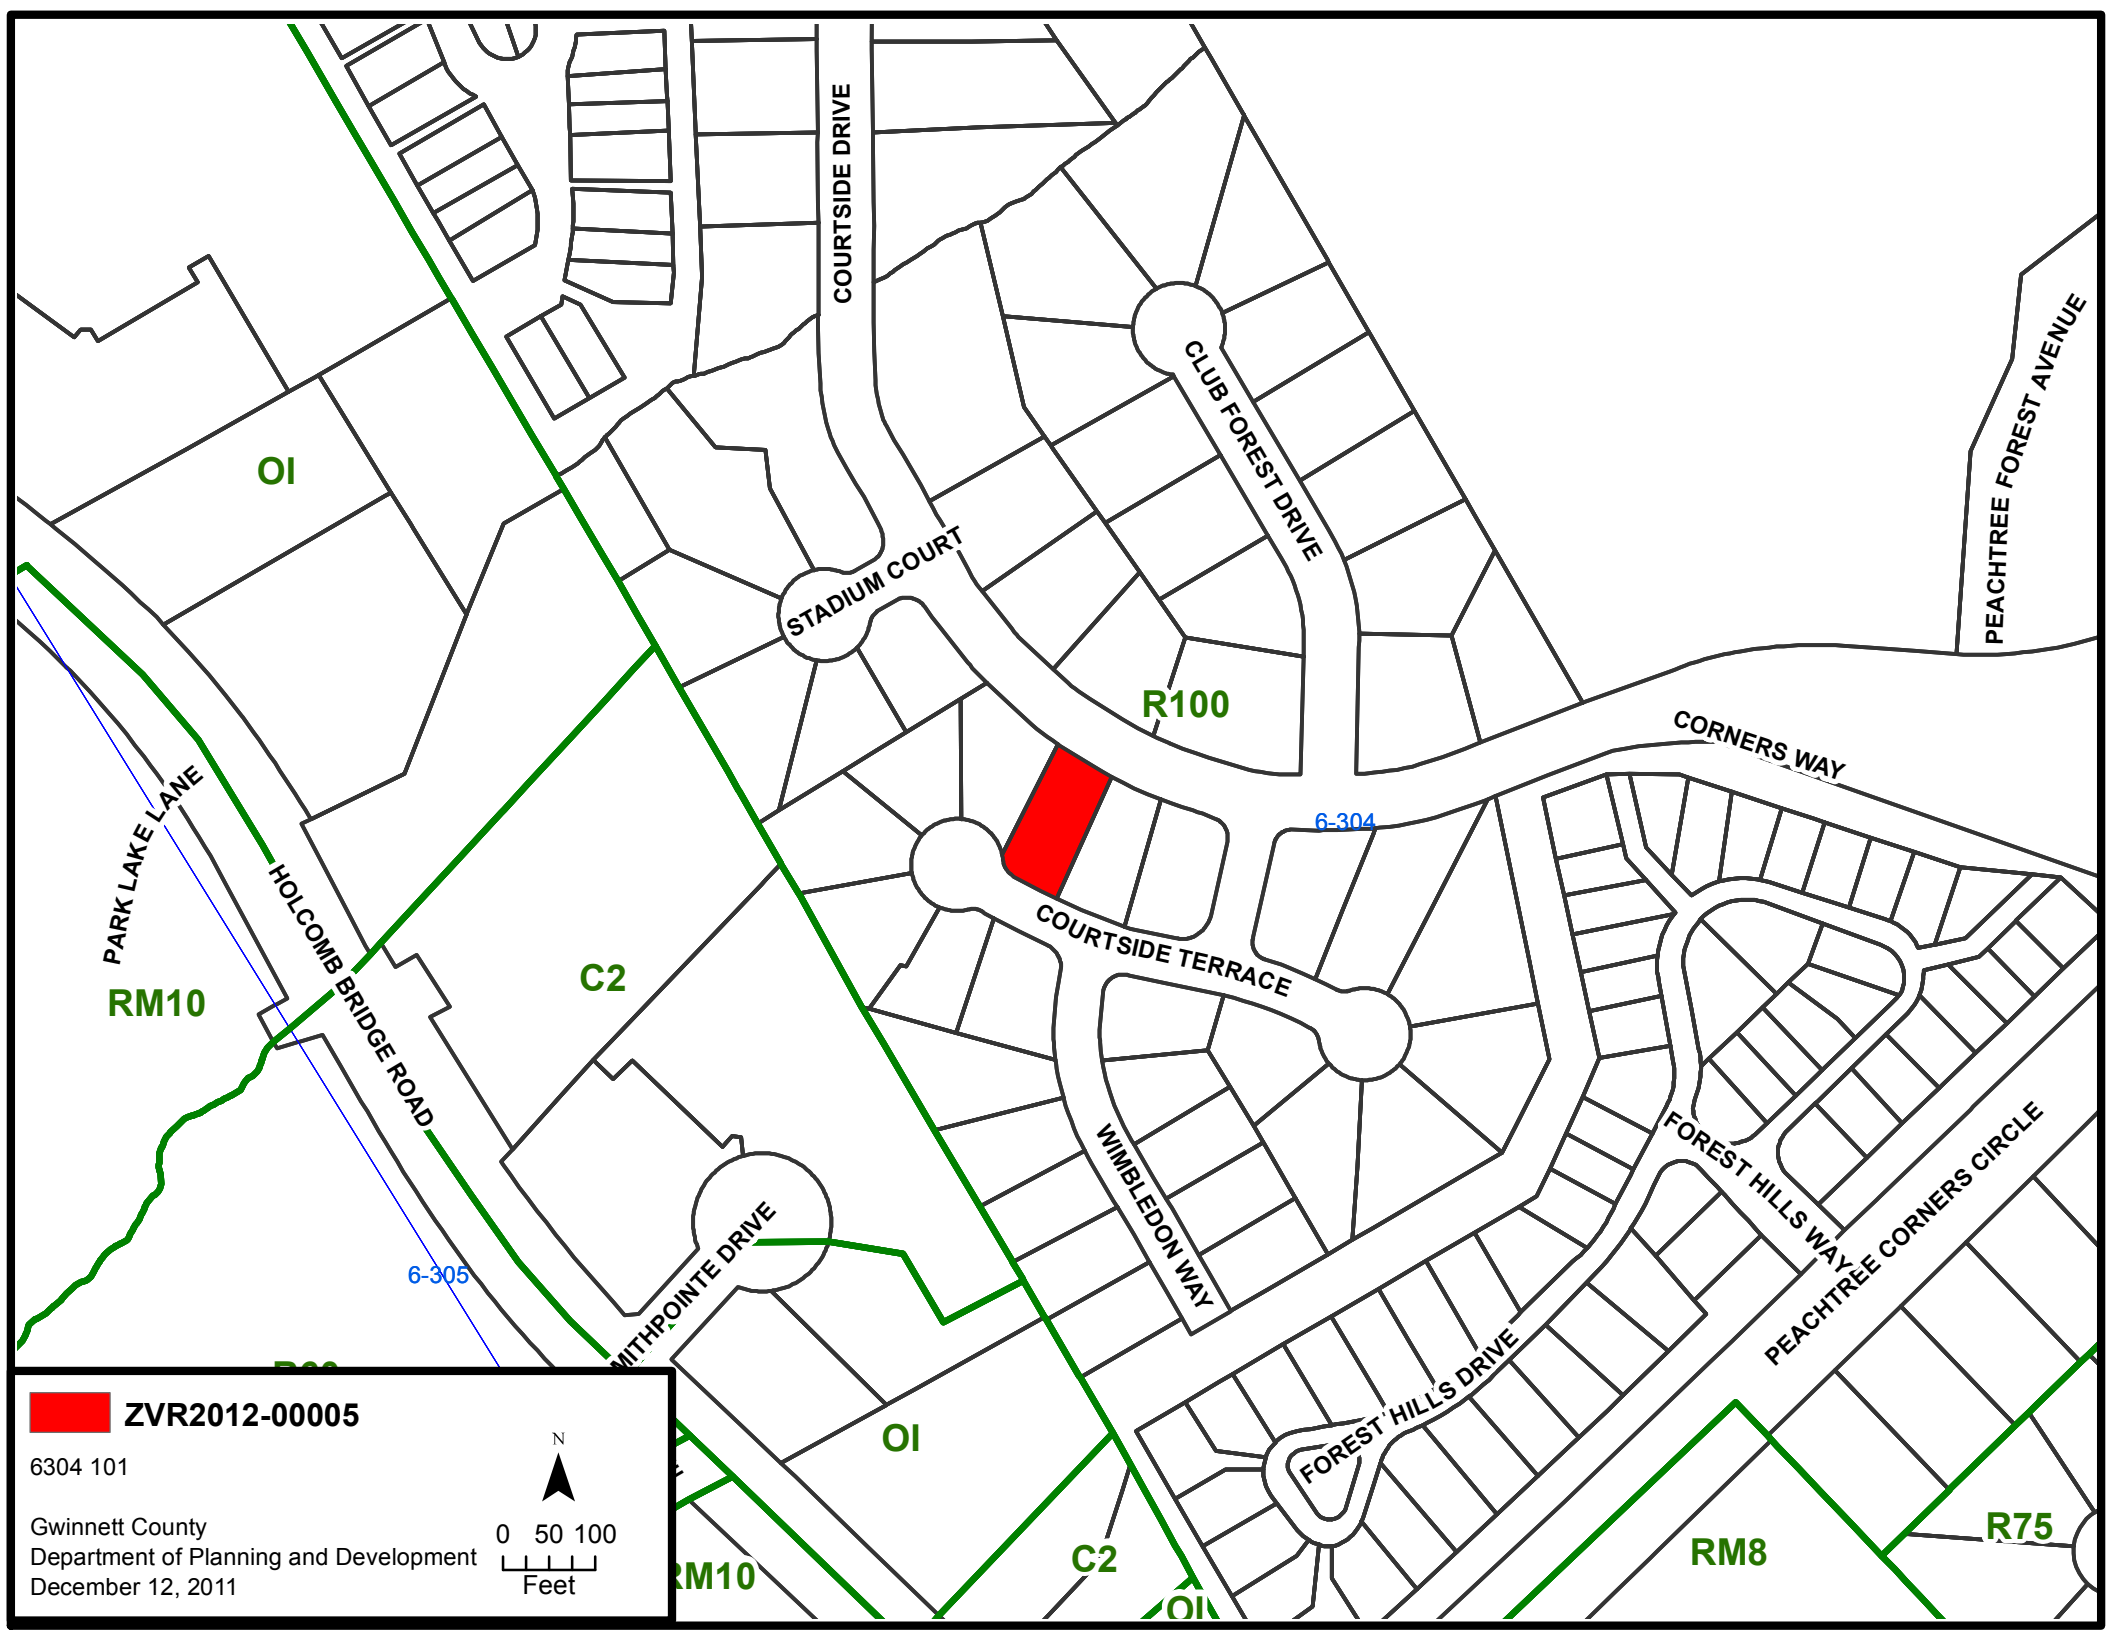 COURTSIDE DRIVE
CLUB FOREST DRIVE
PEACHTREE FOREST AVENUE
OI
STADIUM COURT
R100
CORNERS WAY
PARK LAKE LANE
6-304
HOLCOMB BRIDGE ROAD
COURTSIDE TERRACE
C2
RM10
WIMBLEDON WAY
FOREST HILLS WAY
PEACHTREE CORNERS CIRCLE
6-305
MITHPOINTE DRIVE
FOREST HILLS DRIVE
OI
C2
RM10
OI
RM8
R75
ZVR2012-00005
6304 101
N
Gwinnett County
Department of Planning and Development
December 12, 2011
0 50 100
Feet